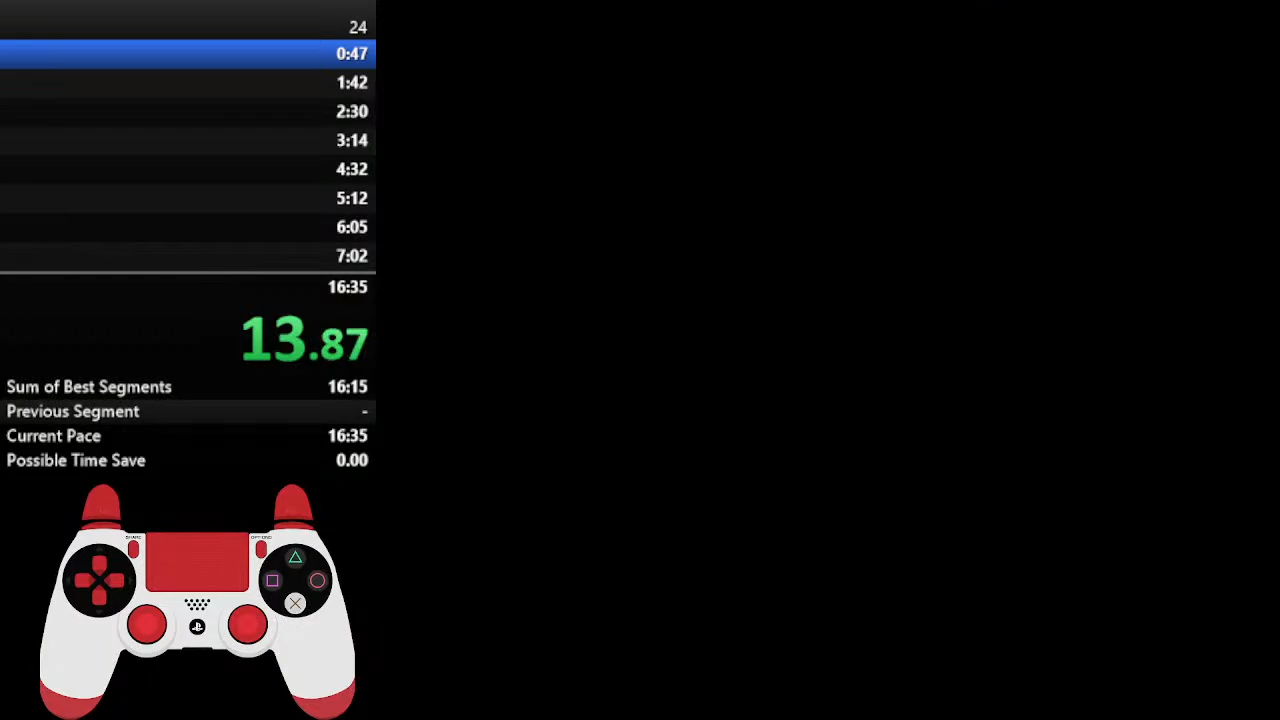 24
0:47
1:42
2:30
3:14
4:32
5:12
6:05
7:02
16:35
13.87
Sum of Best Segments 16:15
Previous Segment -
Current Pace 16:35
Possible Time Save 0.00
SHARE OPTIONS